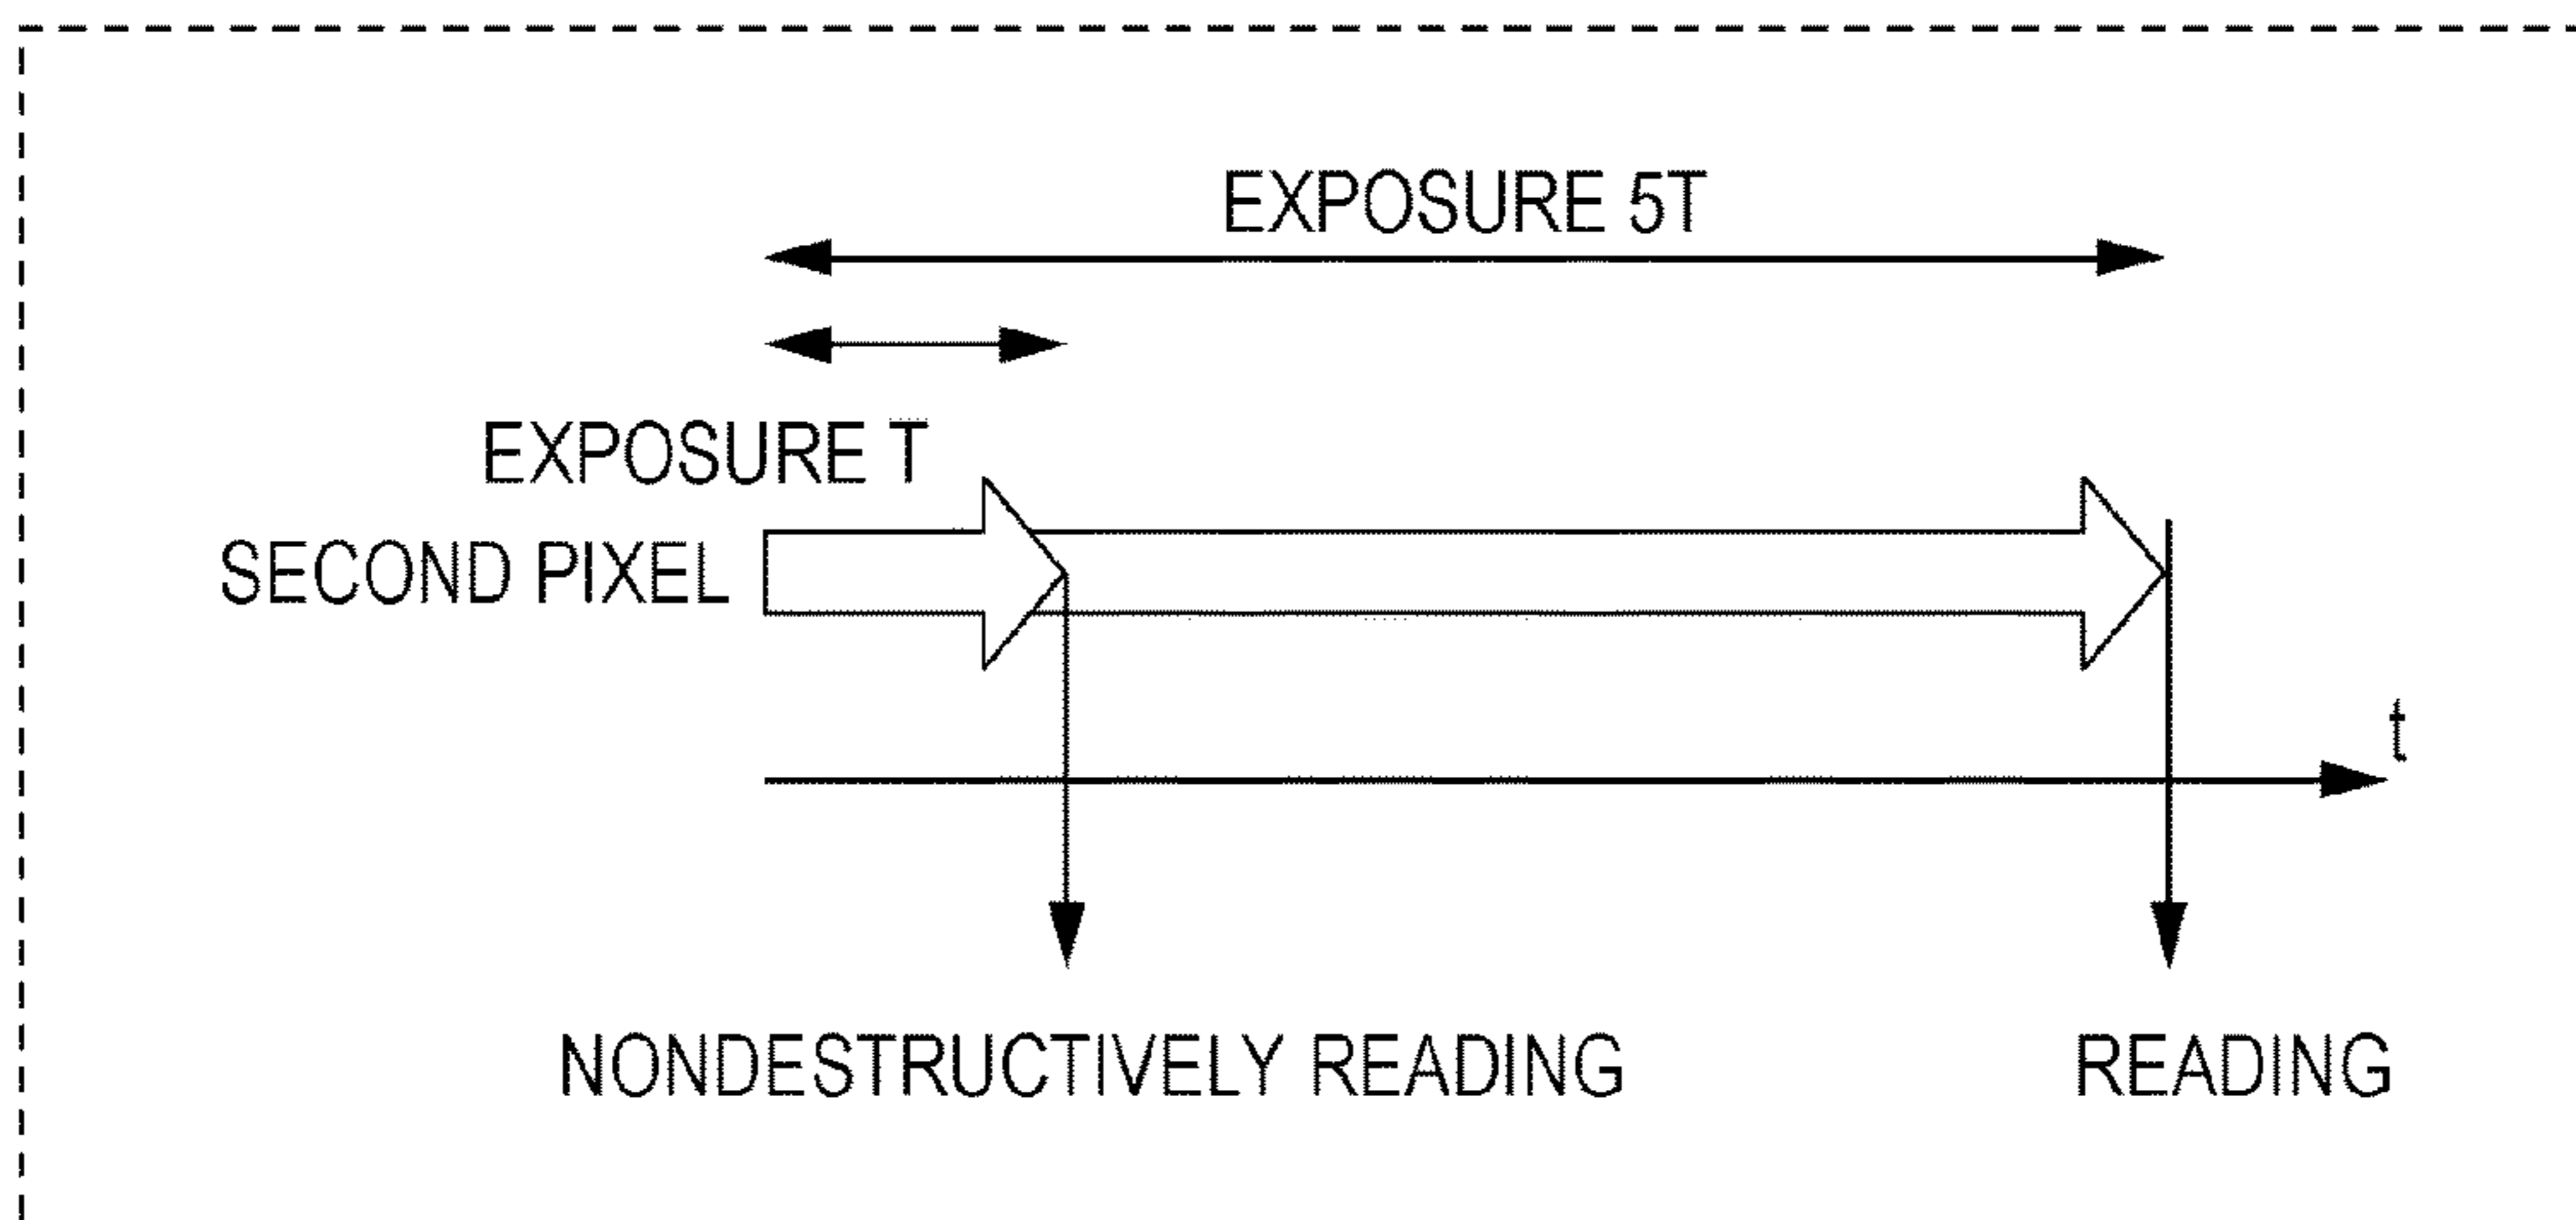 EXPOSURE 5T
EXPOSURE T
SECOND PIXEL
t
NONDESTRUCTIVELY READING
READING